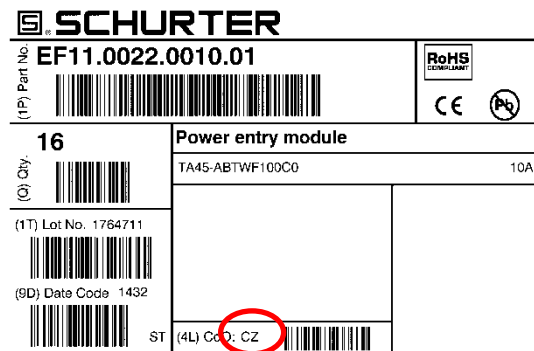 SCHURTER
(1P) Part No. EF11.0022.0010.01
RoHS
COMPLIANT
CE
Pb
(Q) Qty. 16
Power entry module
TA45-ABTWF100C0 10A
(1T) Lot No. 1764711
(9D) Date Code 1432
ST
(4L) CoO: CZ